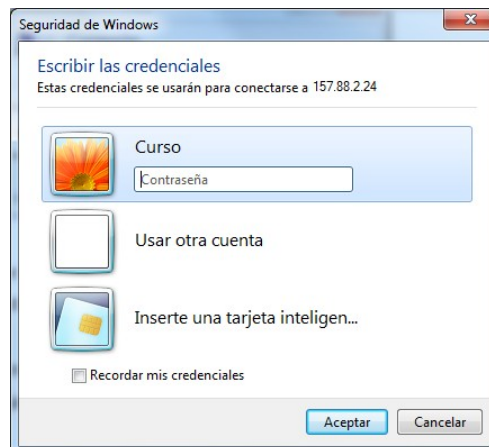 Seguridad de Windows
Escribir las credenciales
Estas credenciales se usarán para conectarse a 157.88.2.24
Curso
Contraseña
Usar otra cuenta
Inserte una tarjeta inteligen...
Recordar mis credenciales
Aceptar
Cancelar